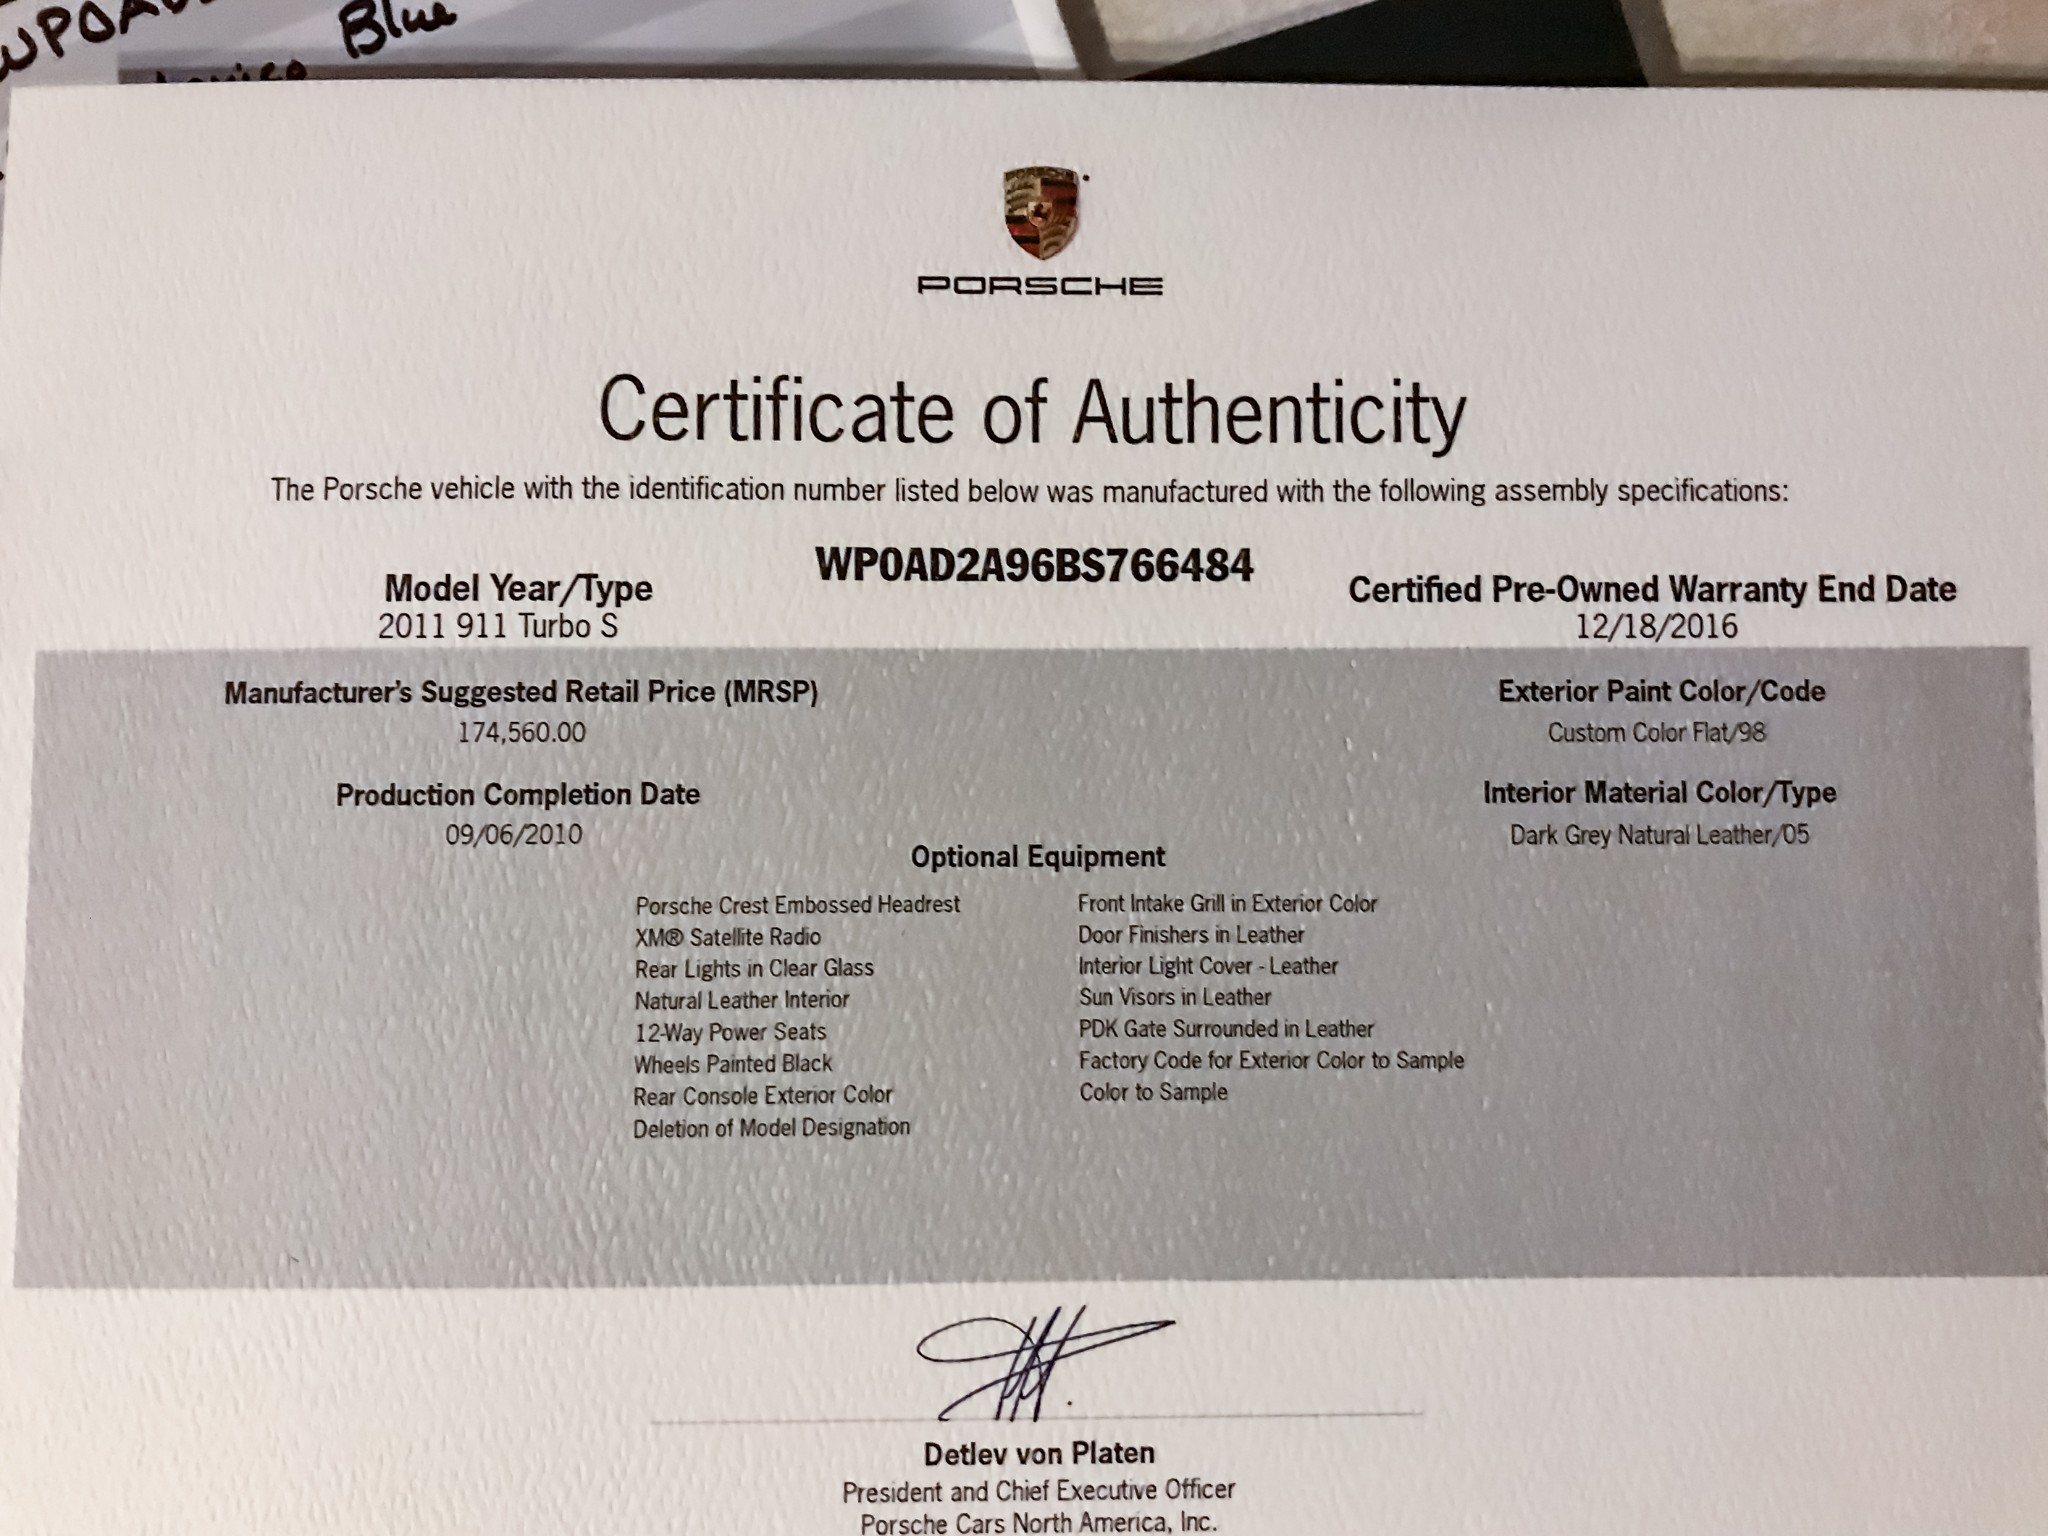 Blue
PORSCHE
Certificate of Authenticity
The Porsche vehicle with the identification number listed below was manufactured with the following assembly specifications:
WP0AD2A96BS766484
Model Year/Type
2011 911 Turbo S
Certified Pre-Owned Warranty End Date
12/18/2016
Manufacturer's Suggested Retail Price (MRSP)
174,560.00
Exterior Paint Color/Code
Custom Color Flat/98
Production Completion Date
09/06/2010
Interior Material Color/Type
Dark Grey Natural Leather/05
Optional Equipment
Porsche Crest Embossed Headrest
XM® Satellite Radio
Rear Lights in Clear Glass
Natural Leather Interior
12-Way Power Seats
Wheels Painted Black
Rear Console Exterior Color
Deletion of Model Designation
Front Intake Grill in Exterior Color
Door Finishers in Leather
Interior Light Cover - Leather
Sun Visors in Leather
PDK Gate Surrounded in Leather
Factory Code for Exterior Color to Sample
Color to Sample
Detlev von Platen
President and Chief Executive Officer
Porsche Cars North America, Inc.